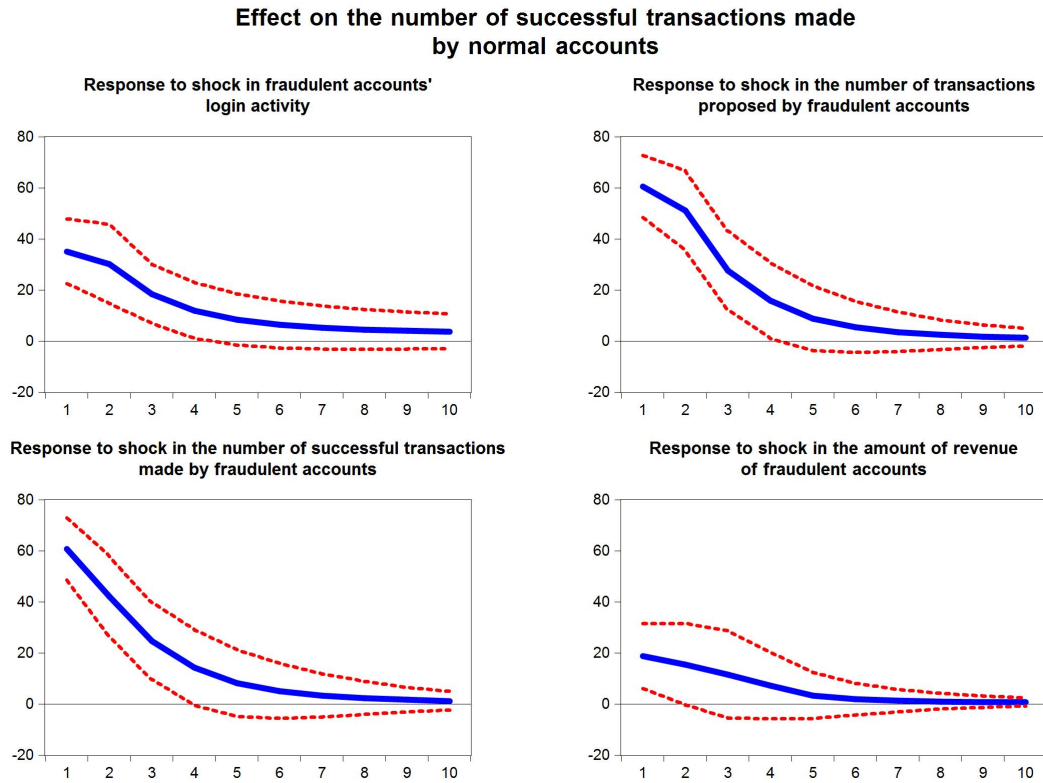 Effect on the number of successful transactions made
by normal accounts
Response to shock in fraudulent accounts'
login activity
80
60
40
20
0
-20
1 2 3 4 5 6 7 8 9 10
Response to shock in the number of transactions
proposed by fraudulent accounts
80
60
40
20
0
-20
1 2 3 4 5 6 7 8 9 10
Response to shock in the number of successful transactions
made by fraudulent accounts
80
60
40
20
0
-20
1 2 3 4 5 6 7 8 9 10
Response to shock in the amount of revenue
of fraudulent accounts
80
60
40
20
0
-20
1 2 3 4 5 6 7 8 9 10